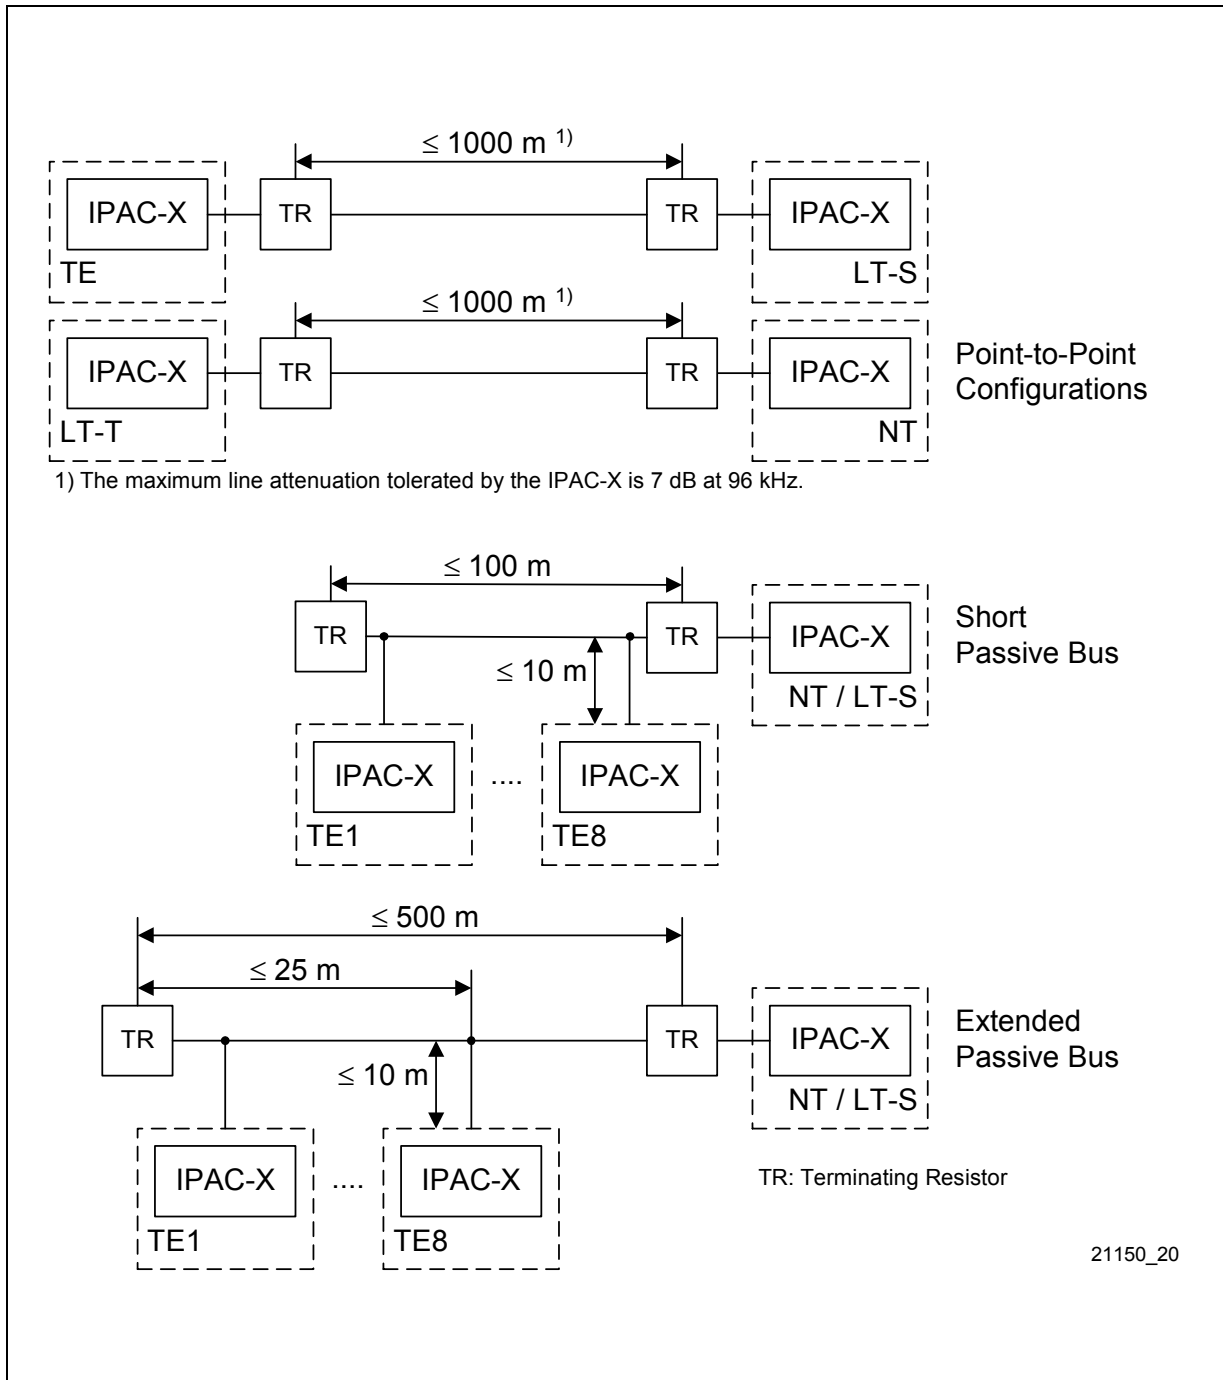 ≤ 1000 m 1)
IPAC-X TR TR IPAC-X
TE LT-S
≤ 1000 m 1)
IPAC-X TR TR IPAC-X
LT-T NT
Point-to-Point
Configurations
1) The maximum line attenuation tolerated by the IPAC-X is 7 dB at 96 kHz.
≤ 100 m
TR TR IPAC-X
NT / LT-S
Short
Passive Bus
≤ 10 m
IPAC-X .... IPAC-X
TE1 TE8
≤ 500 m
≤ 25 m
TR TR IPAC-X
NT / LT-S
Extended
Passive Bus
≤ 10 m
IPAC-X .... IPAC-X
TE1 TE8
TR: Terminating Resistor
21150_20